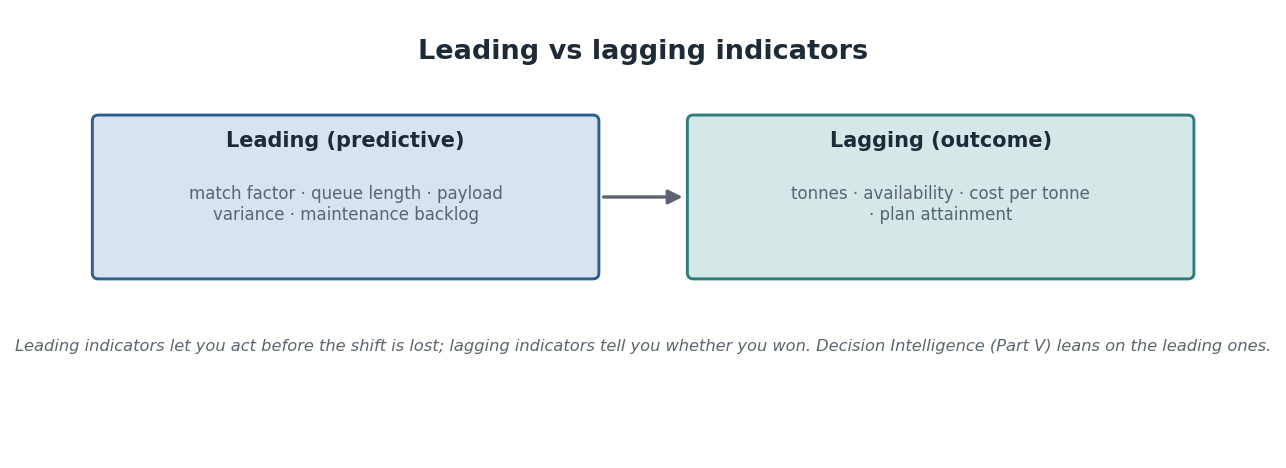 Leading vs lagging indicators
Leading (predictive)
match factor · queue length · payload
variance · maintenance backlog
Lagging (outcome)
tonnes · availability · cost per tonne
· plan attainment
Leading indicators let you act before the shift is lost; lagging indicators tell you whether you won. Decision Intelligence (Part V) leans on the leading ones.